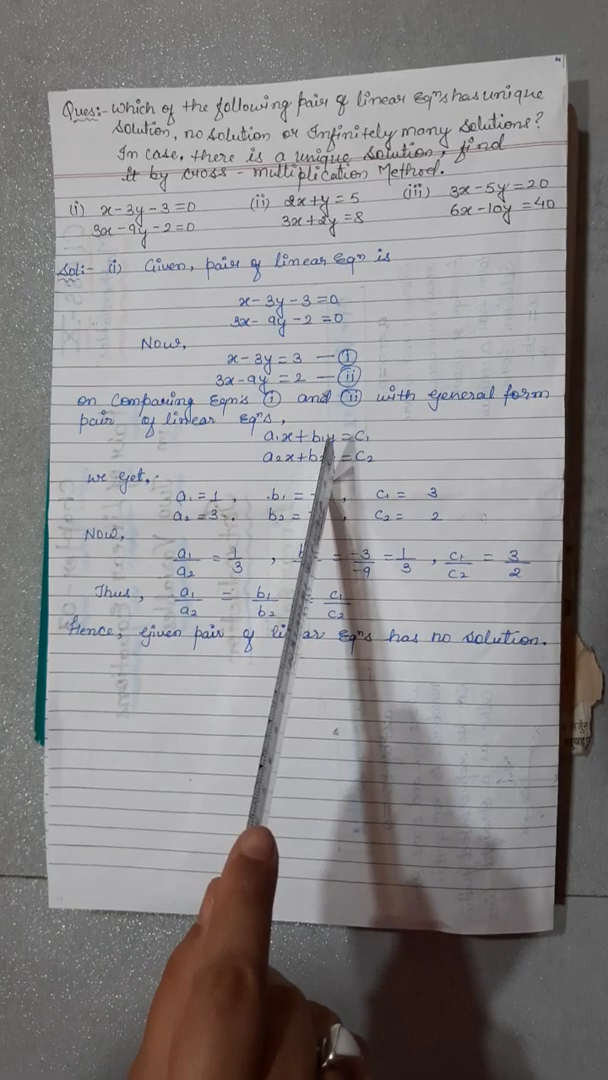 Ques:- Which of the following pair of linear Eqⁿs has unique
Solution, no solution or Infinitely many Solutions?
In case, there is a unique solution, find
It by cross-multiplication Method.
(i) x-3y-3=0 (ii) 2x+y=5 (iii) 3x-5y=20
3x-9y-2=0 3x+2y=8 6x-10y=40
Sol:- (i) Given, pair of linear Eqⁿ is
x-3y-3=0
3x-9y-2=0
Now,
x-3y=3 — (i)
3x-9y=2 — (ii)
on comparing Eqns (i) and (ii) with general form
pair of linear Eqⁿs,
a₁x+b₁y=c₁
a₂x+b₂ =c₂
we get,
a₁=1, b₁= , c₁= 3
a₂=3, b₂= , c₂= 2
Now,
a₁/a₂ = 1/3 , = -3/-9 = 1/3 , c₁/c₂ = 3/2
Thus, a₁/a₂ = b₁/b₂ c₁/c₂
Hence, given pair of Eqⁿs has no solution.